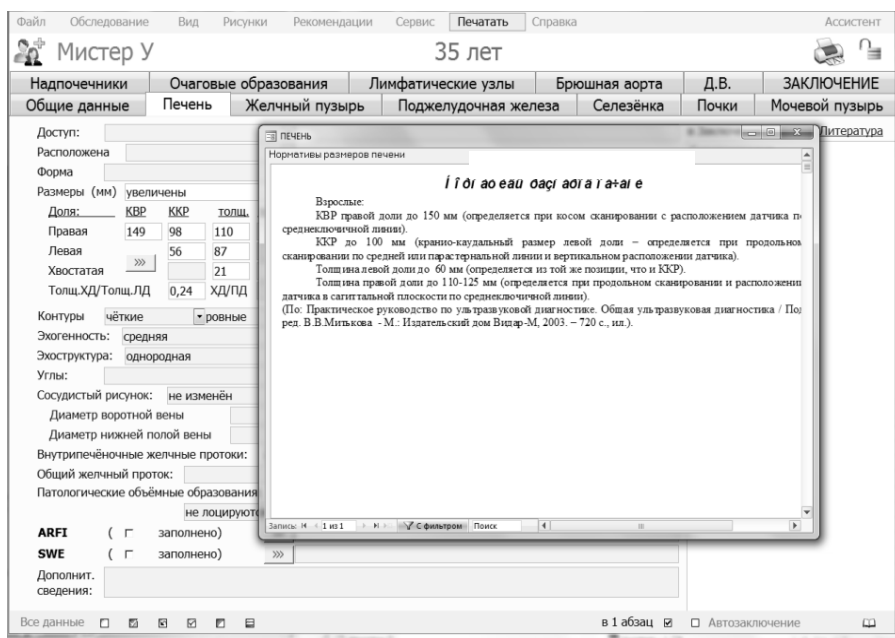 Файл Обследование Вид Рисунки Рекомендации Сервис Печатать Справка Ассистент
Мистер У 35 лет
Надпочечники Очаговые образования Лимфатические узлы Брюшная аорта Д.В. ЗАКЛЮЧЕНИЕ
Общие данные Печень Желчный пузырь Поджелудочная железа Селезёнка Почки Мочевой пузырь
Доступ:
Литература
Расположена
Форма
Размеры (мм) увеличены
Доля: КВР ККР толщ.
Правая 149 98 110
Левая 56 87
Хвостатая >>> 21
Толщ.ХД/Толщ.ЛД 0,24 ХД/ПД
Контуры чёткие ровные
Эхогенность: средняя
Эхоструктура: однородная
Углы:
Сосудистый рисунок: не изменён
Диаметр воротной вены
Диаметр нижней полой вены
Внутрипечёночные желчные протоки:
Общий желчный проток:
Патологические объёмные образования
не лоцируютс
ARFI ( заполнено)
SWE ( заполнено) >>>
Дополнит.
сведения:
ПЕЧЕНЬ
Нормативы размеров печени
Í î ðì àò èâû ðàçì åðî â ï å÷åí è
Взрослые:
КВР правой доли до 150 мм (определяется при косом сканировании с расположением датчика по
среднеключичной линии).
ККР до 100 мм (кранио-каудальный размер левой доли – определяется при продольном
сканировании по средней или парастернальной линии и вертикальном расположении датчика).
Толщина левой доли до 60 мм (определяется из той же позиции, что и ККР).
Толщина правой доли до 110-125 мм (определяется при продольном сканировании и расположении
датчика в сагиттальной плоскости по среднеключичной линии).
(По: Практическое руководство по ультразвуковой диагностике. Общая ультразвуковая диагностика / Под
ред. В.В.Митькова - М.: Издательский дом Видар-М, 2003. – 720 с., ил.).
Запись: 1 из 1 С фильтром Поиск
Все данные в 1 абзац Автозаключение